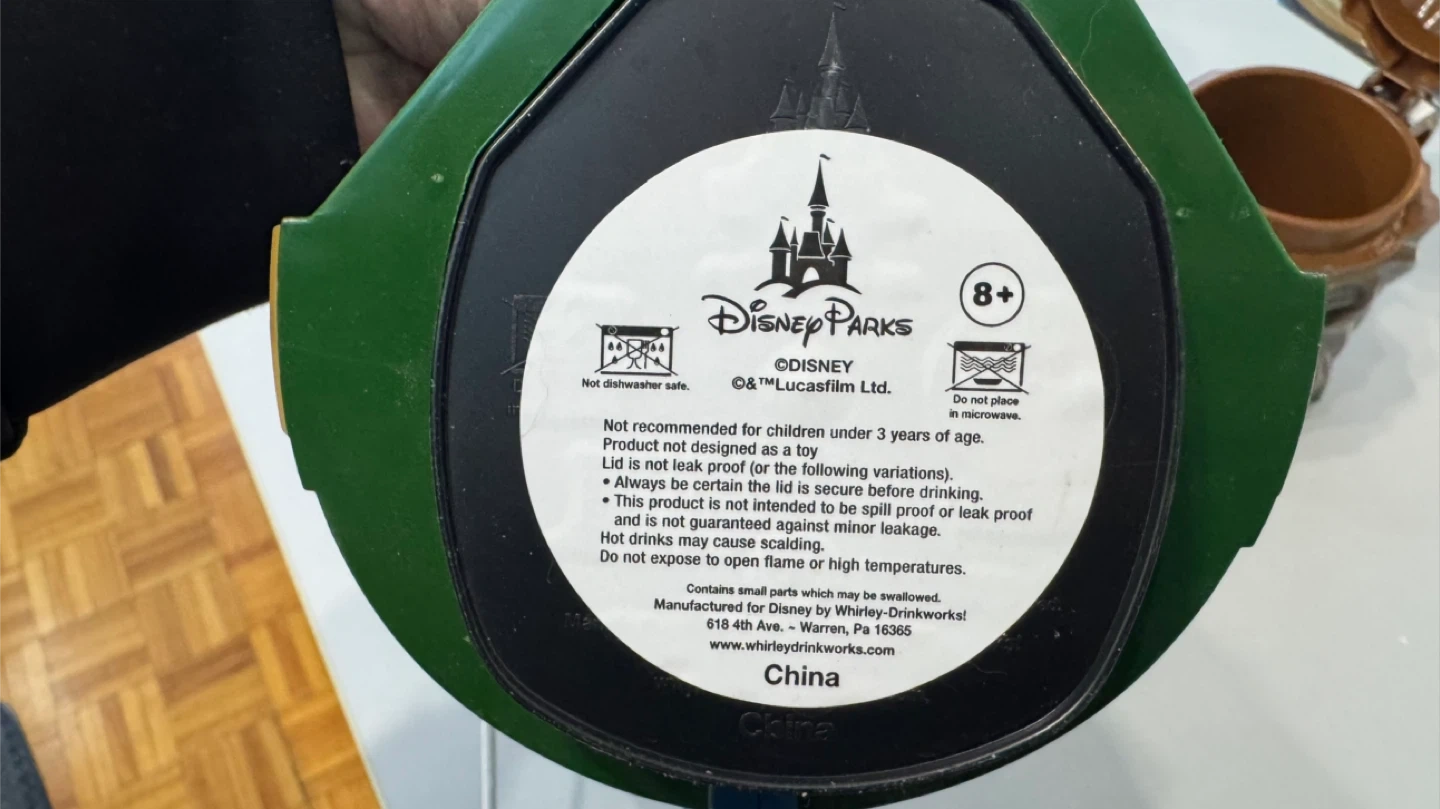 Disney Parks
8+
©DISNEY
©&™Lucasfilm Ltd.
Not dishwasher safe.
Do not place
in microwave.
Not recommended for children under 3 years of age.
Product not designed as a toy
Lid is not leak proof (or the following variations).
• Always be certain the lid is secure before drinking.
• This product is not intended to be spill proof or leak proof
and is not guaranteed against minor leakage.
Hot drinks may cause scalding.
Do not expose to open flame or high temperatures.
Contains small parts which may be swallowed.
Manufactured for Disney by Whirley-Drinkworks!
618 4th Ave. ~ Warren, Pa 16365
www.whirleydrinkworks.com
China
China